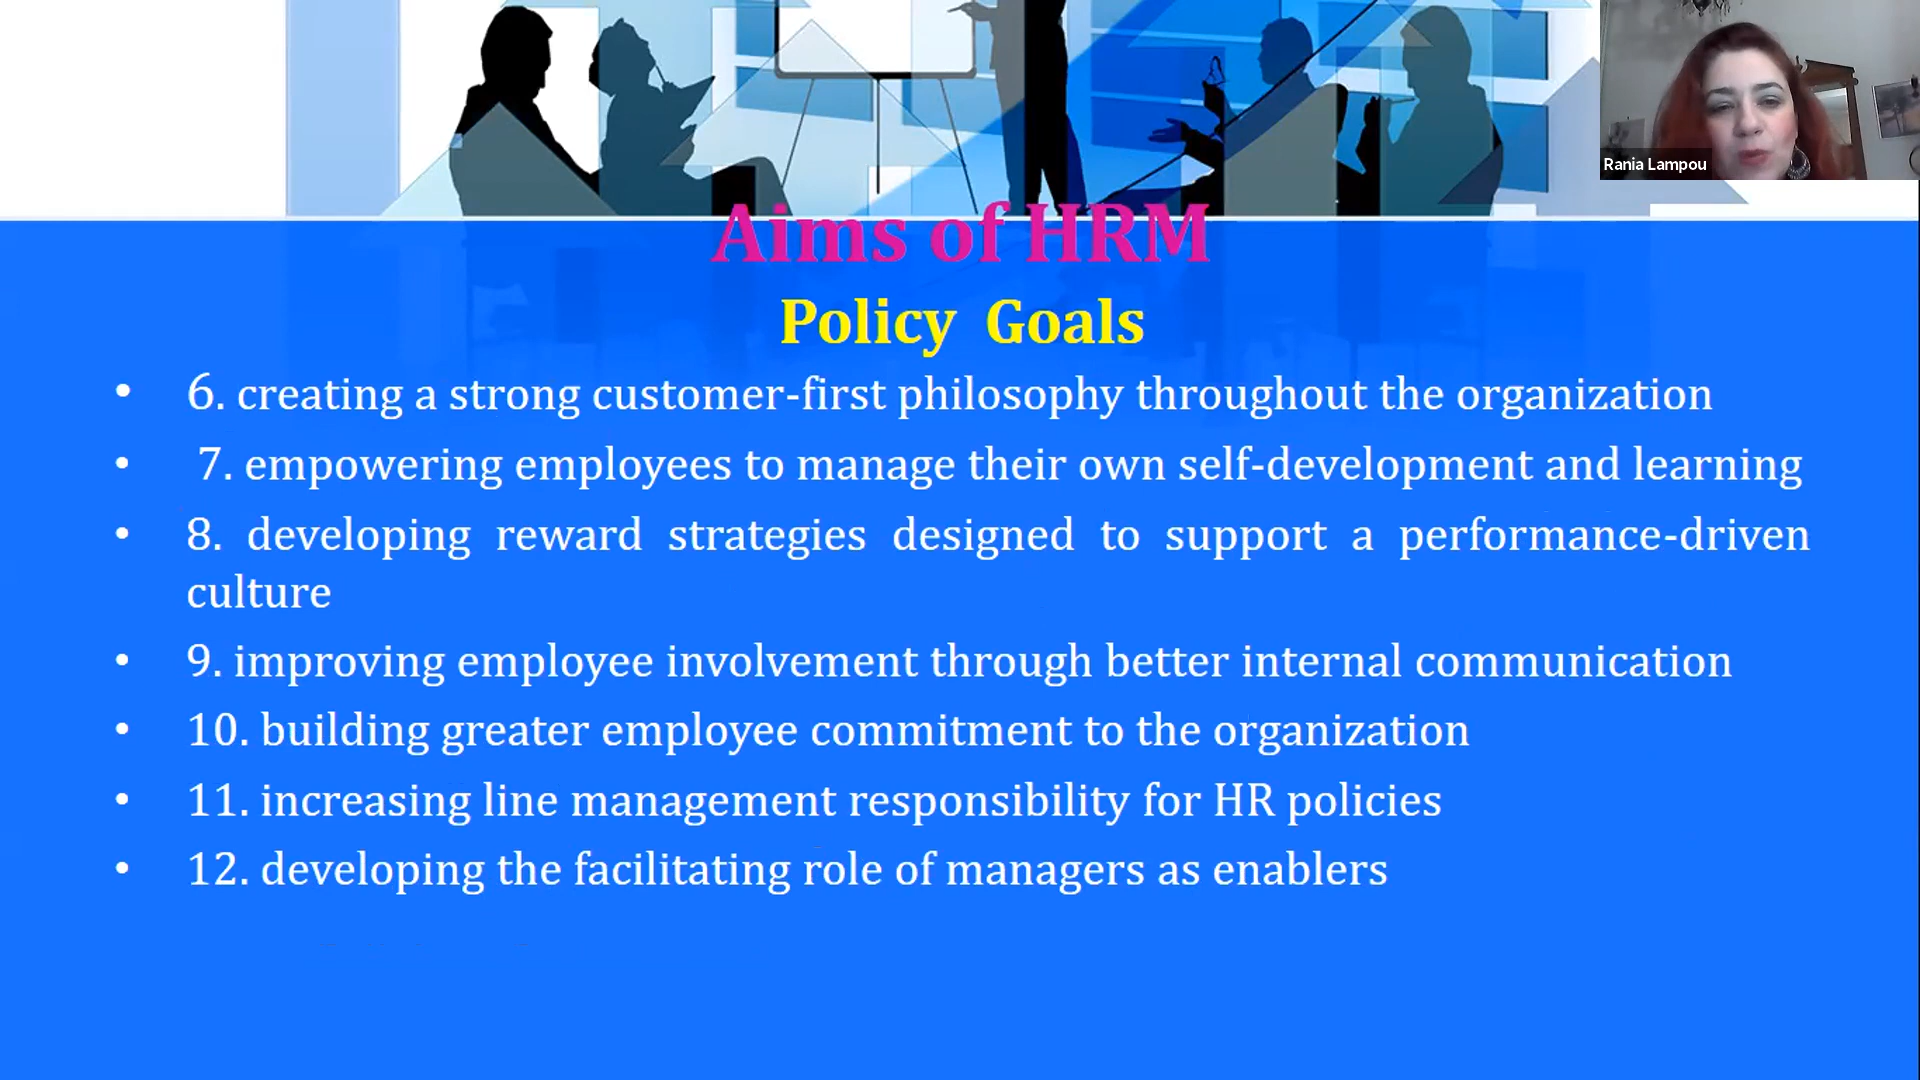 Rania Lampou
Aims of HRM
Policy Goals
• 6. creating a strong customer-first philosophy throughout the organization
• 7. empowering employees to manage their own self-development and learning
• 8. developing reward strategies designed to support a performance-driven
culture
• 9. improving employee involvement through better internal communication
• 10. building greater employee commitment to the organization
• 11. increasing line management responsibility for HR policies
• 12. developing the facilitating role of managers as enablers